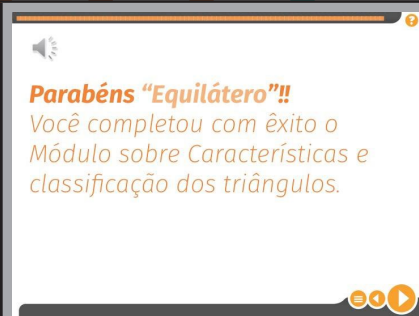 Parabéns “Equilátero”!!
Você completou com êxito o
Módulo sobre Características e
classificação dos triângulos.
?